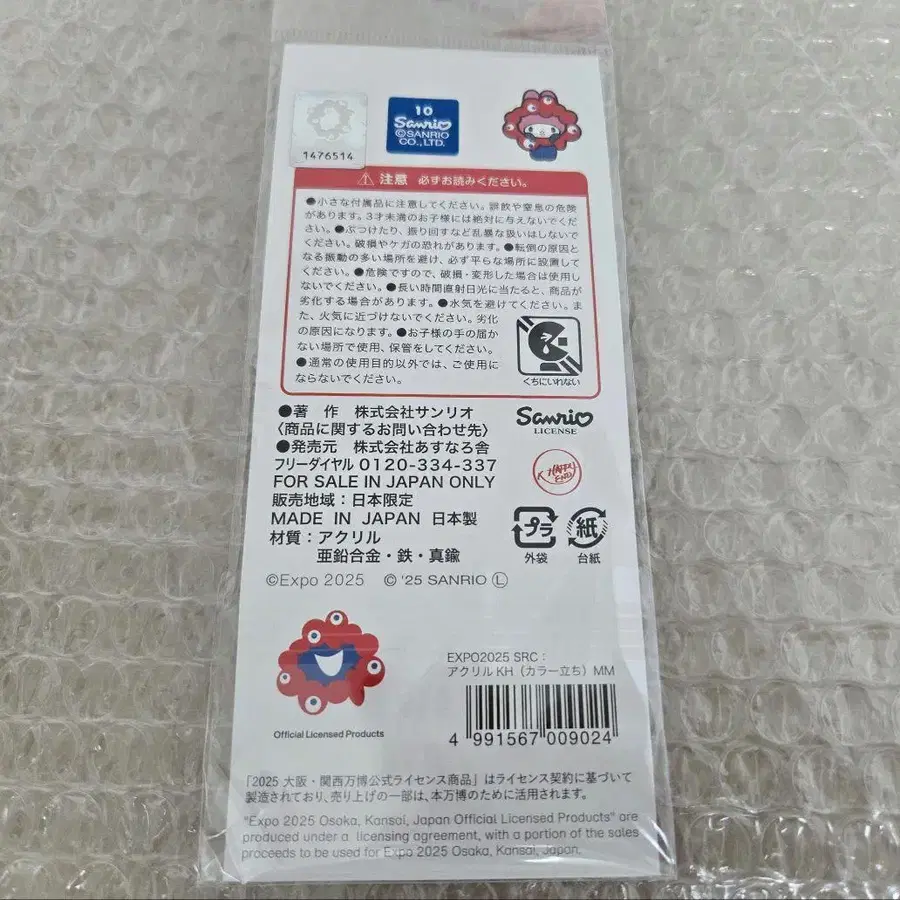 1476514
10
Sanrio
©SANRIO
CO., LTD.
⚠ 注意 必ずお読みください。
●小さな付属品に注意してください。誤飲や窒息の危険
があります。3才未満のお子様には絶対に与えないでくだ
さい。●ぶつけたり、振り回すなど乱暴な扱いはしないで
ください。破損やケガの恐れがあります。●転倒の原因と
なる振動の多い場所を避け、必ず平らな場所に設置して
ください。●危険ですので、破損・変形した場合は使用し
ないでください。●長い時間直射日光に当たると、商品が
劣化する場合があります。●水気を避けてください。ま
た、火気に近づけないでください。劣化
の原因になります。●お子様の手の届か
ない場所で使用、保管をしてください。
●通常の使用目的以外では、ご使用に
ならないでください。
くちにいれない
●著 作 株式会社サンリオ
〈商品に関するお問い合わせ先〉
●発売元 株式会社あすなろ舎
フリーダイヤル 0120-334-337
FOR SALE IN JAPAN ONLY
販売地域：日本限定
MADE IN JAPAN 日本製
材質：アクリル
亜鉛合金・鉄・真鍮
©Expo 2025 © '25 SANRIO Ⓛ
Sanrio
LICENSE
K HAPPY
END
プラ
外袋
紙
台紙
Official Licensed Products
EXPO2025 SRC：
アクリル KH（カラー立ち）MM
4 991567 009024
「2025 大阪・関西万博公式ライセンス商品」はライセンス契約に基づいて
製造されており、売り上げの一部は、本万博のために活用されます。
"Expo 2025 Osaka, Kansai, Japan Official Licensed Products" are
produced under a licensing agreement, with a portion of the sales
proceeds to be used for Expo 2025 Osaka, Kansai, Japan.